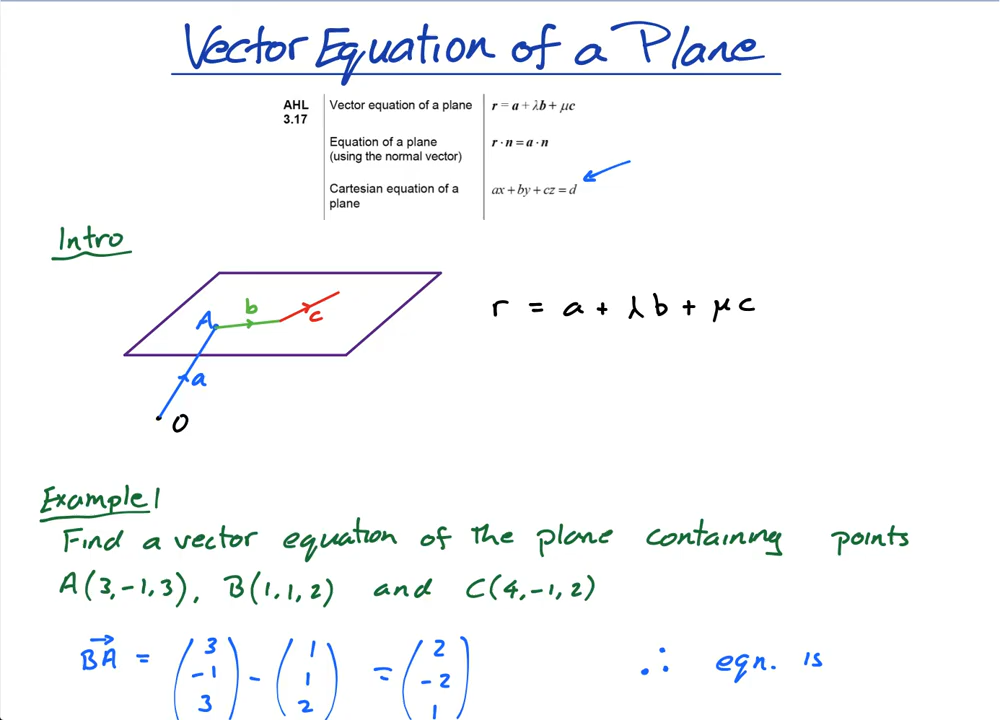 Vector Equation of a Plane
AHL 3.17 Vector equation of a plane r = a + λb + μc
Equation of a plane (using the normal vector) r · n = a · n
Cartesian equation of a plane ax + by + cz = d
Intro
A b c
a
O
r = a + λb + μc
Example 1
Find a vector equation of the plane containing points
A(3,-1,3), B(1,1,2) and C(4,-1,2)
BA→ = (3 -1 3) - (1 1 2) = (2 -2 1) ∴ eqn. is